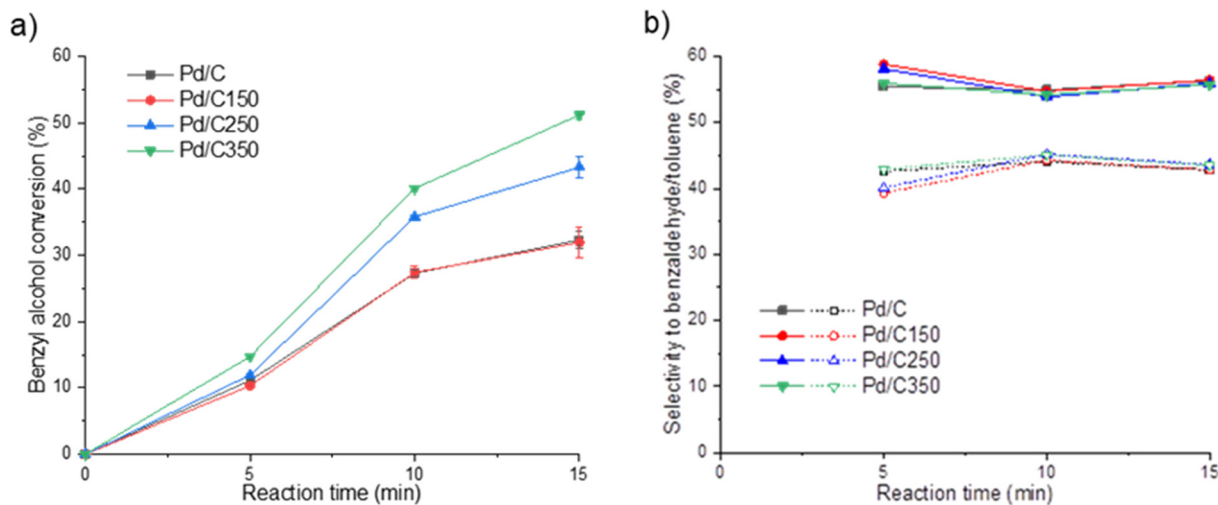 a)
Benzyl alcohol conversion (%)
60
50
40
30
20
10
0
Pd/C
Pd/C150
Pd/C250
Pd/C350
0
5
10
15
Reaction time (min)
b)
Selectivity to benzaldehyde/toluene (%)
60
50
40
30
20
10
0
Pd/C
Pd/C150
Pd/C250
Pd/C350
0
5
10
15
Reaction time (min)